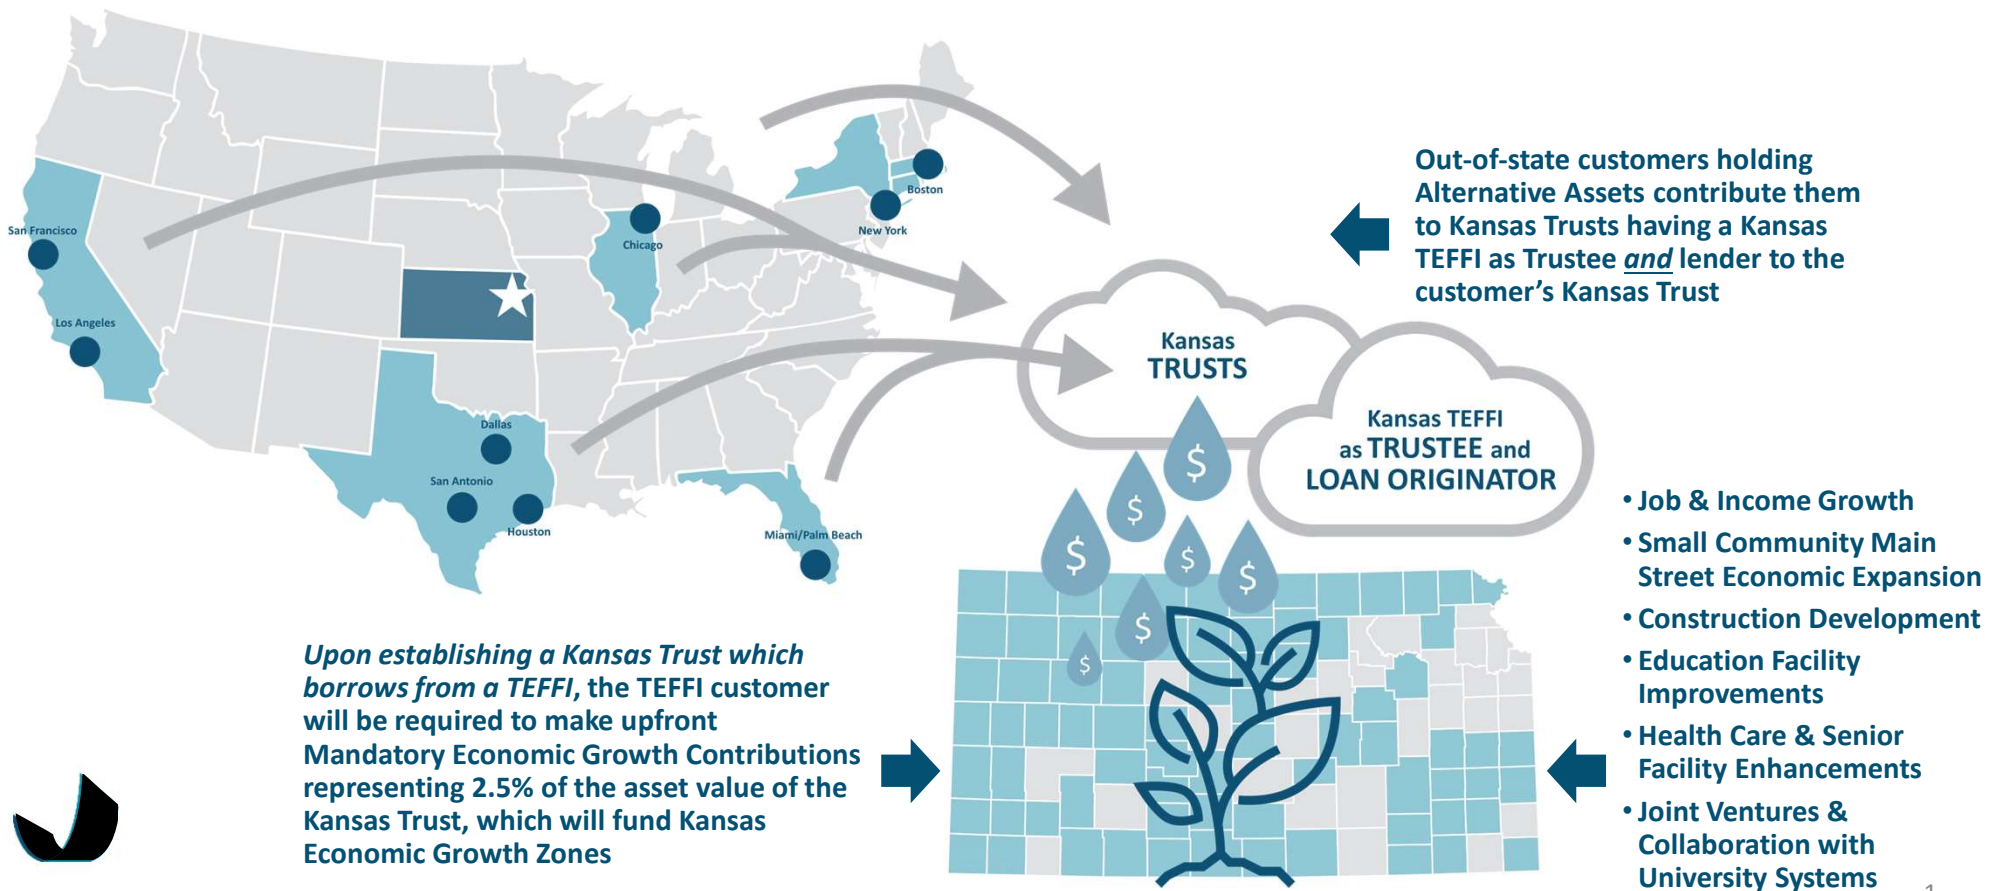 San Francisco
Los Angeles
Chicago
Boston
New York
Dallas
San Antonio
Houston
Miami/Palm Beach
Out-of-state customers holding
Alternative Assets contribute them
to Kansas Trusts having a Kansas
TEFFI as Trustee and lender to the
customer’s Kansas Trust
Kansas
TRUSTS
Kansas TEFFI
as TRUSTEE and
LOAN ORIGINATOR
$
$
$
$
$
$
$
Upon establishing a Kansas Trust which
borrows from a TEFFI, the TEFFI customer
will be required to make upfront
Mandatory Economic Growth Contributions
representing 2.5% of the asset value of the
Kansas Trust, which will fund Kansas
Economic Growth Zones
• Job & Income Growth
• Small Community Main
Street Economic Expansion
• Construction Development
• Education Facility
Improvements
• Health Care & Senior
Facility Enhancements
• Joint Ventures &
Collaboration with
University Systems